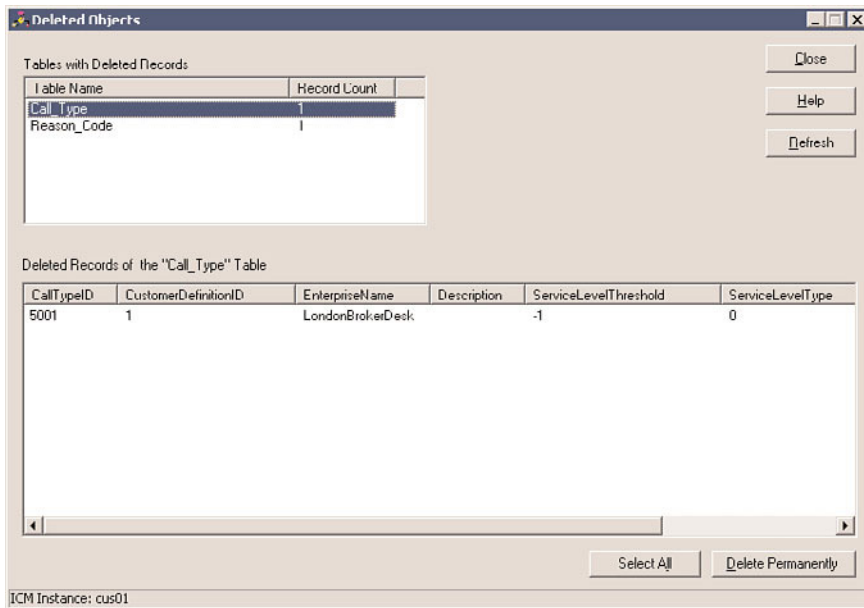 Deleted Objects
Tables with Deleted Records
Close
Table Name Record Count
Call_Type 1
Help
Reason_Code 1
Refresh
Deleted Records of the "Call_Type" Table
CallTypeID CustomerDefinitionID EnterpriseName Description ServiceLevelThreshold ServiceLevelType
5001 1 LondonBrokerDesk -1 0
Select All Delete Permanently
ICM Instance: cus01